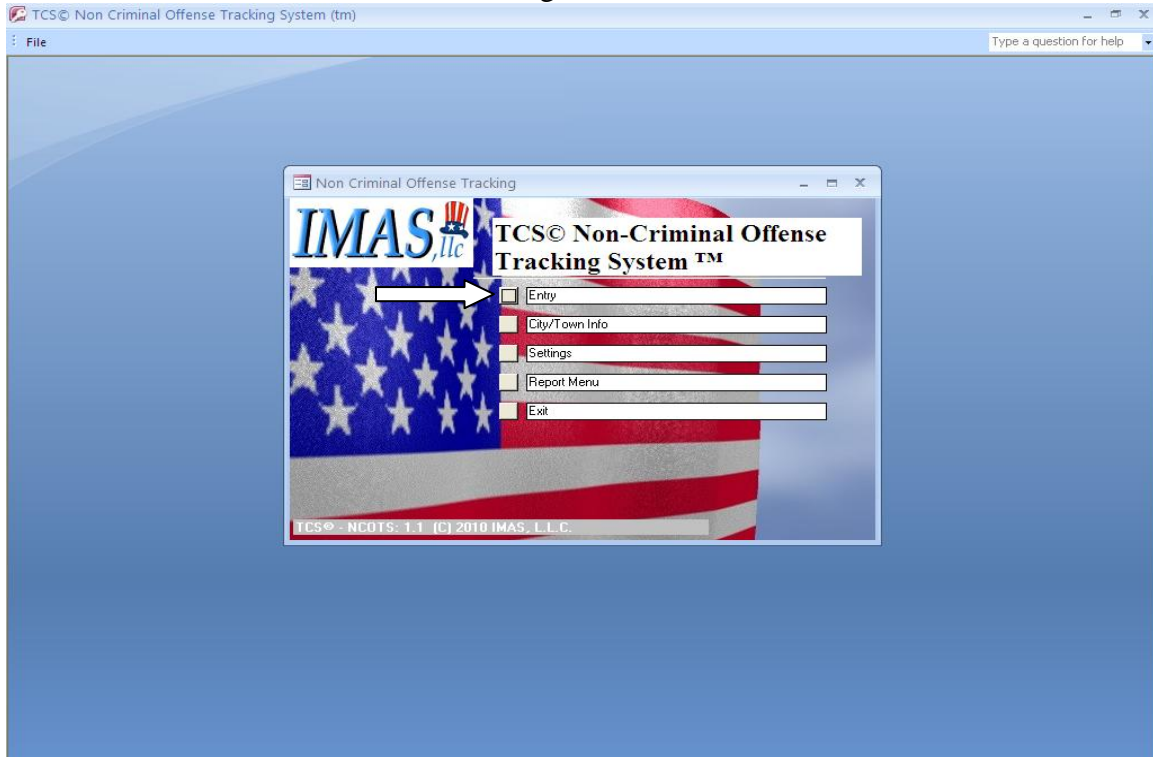 TCS© Non Criminal Offense Tracking System (tm)
File
Type a question for help
Non Criminal Offense Tracking
IMAS,llc
TCS© Non-Criminal Offense
Tracking System ™
Entry
City/Town Info
Settings
Report Menu
Exit
TCS® - NCOTS: 1.1 (C) 2010 IMAS, L.L.C.